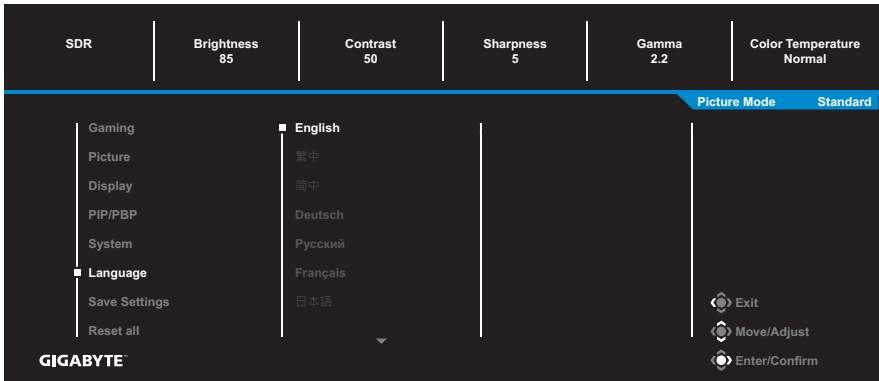 SDR
Brightness
85
Contrast
50
Sharpness
5
Gamma
2.2
Color Temperature
Normal
Picture Mode Standard
Gaming
Picture
Display
PIP/PBP
System
Language
Save Settings
Reset all
English
繁中
简中
Deutsch
Русский
Français
日本語
Exit
Move/Adjust
Enter/Confirm
GIGABYTE™